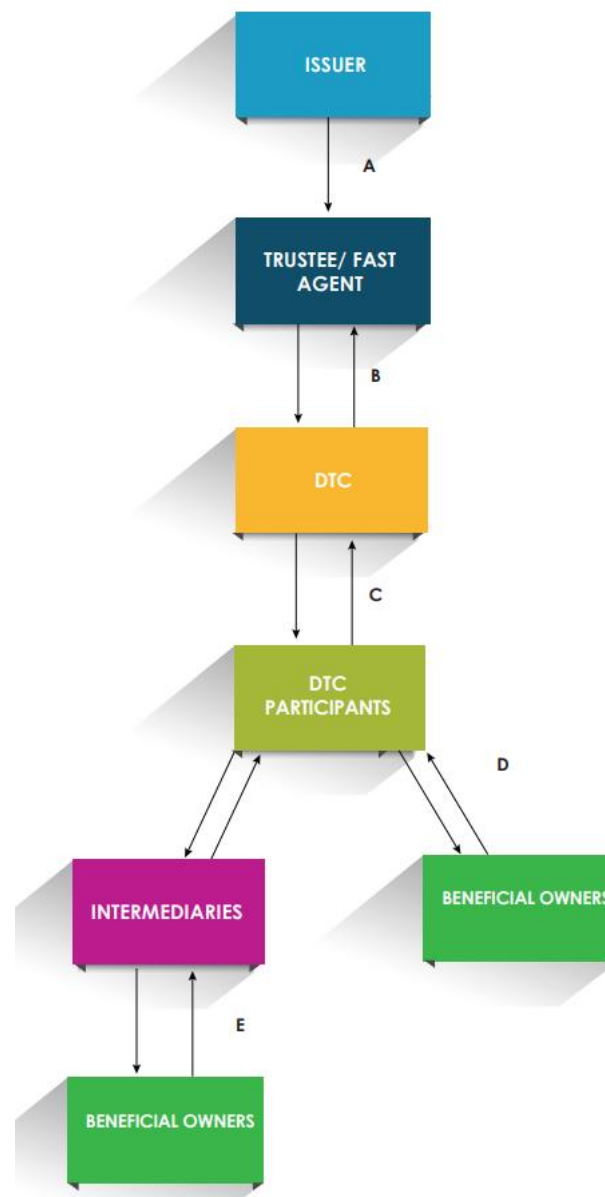 ISSUER
A
TRUSTEE/ FAST
AGENT
B
DTC
C
DTC
PARTICIPANTS
D
INTERMEDIARIES
BENEFICIAL OWNERS
E
BENEFICIAL OWNERS